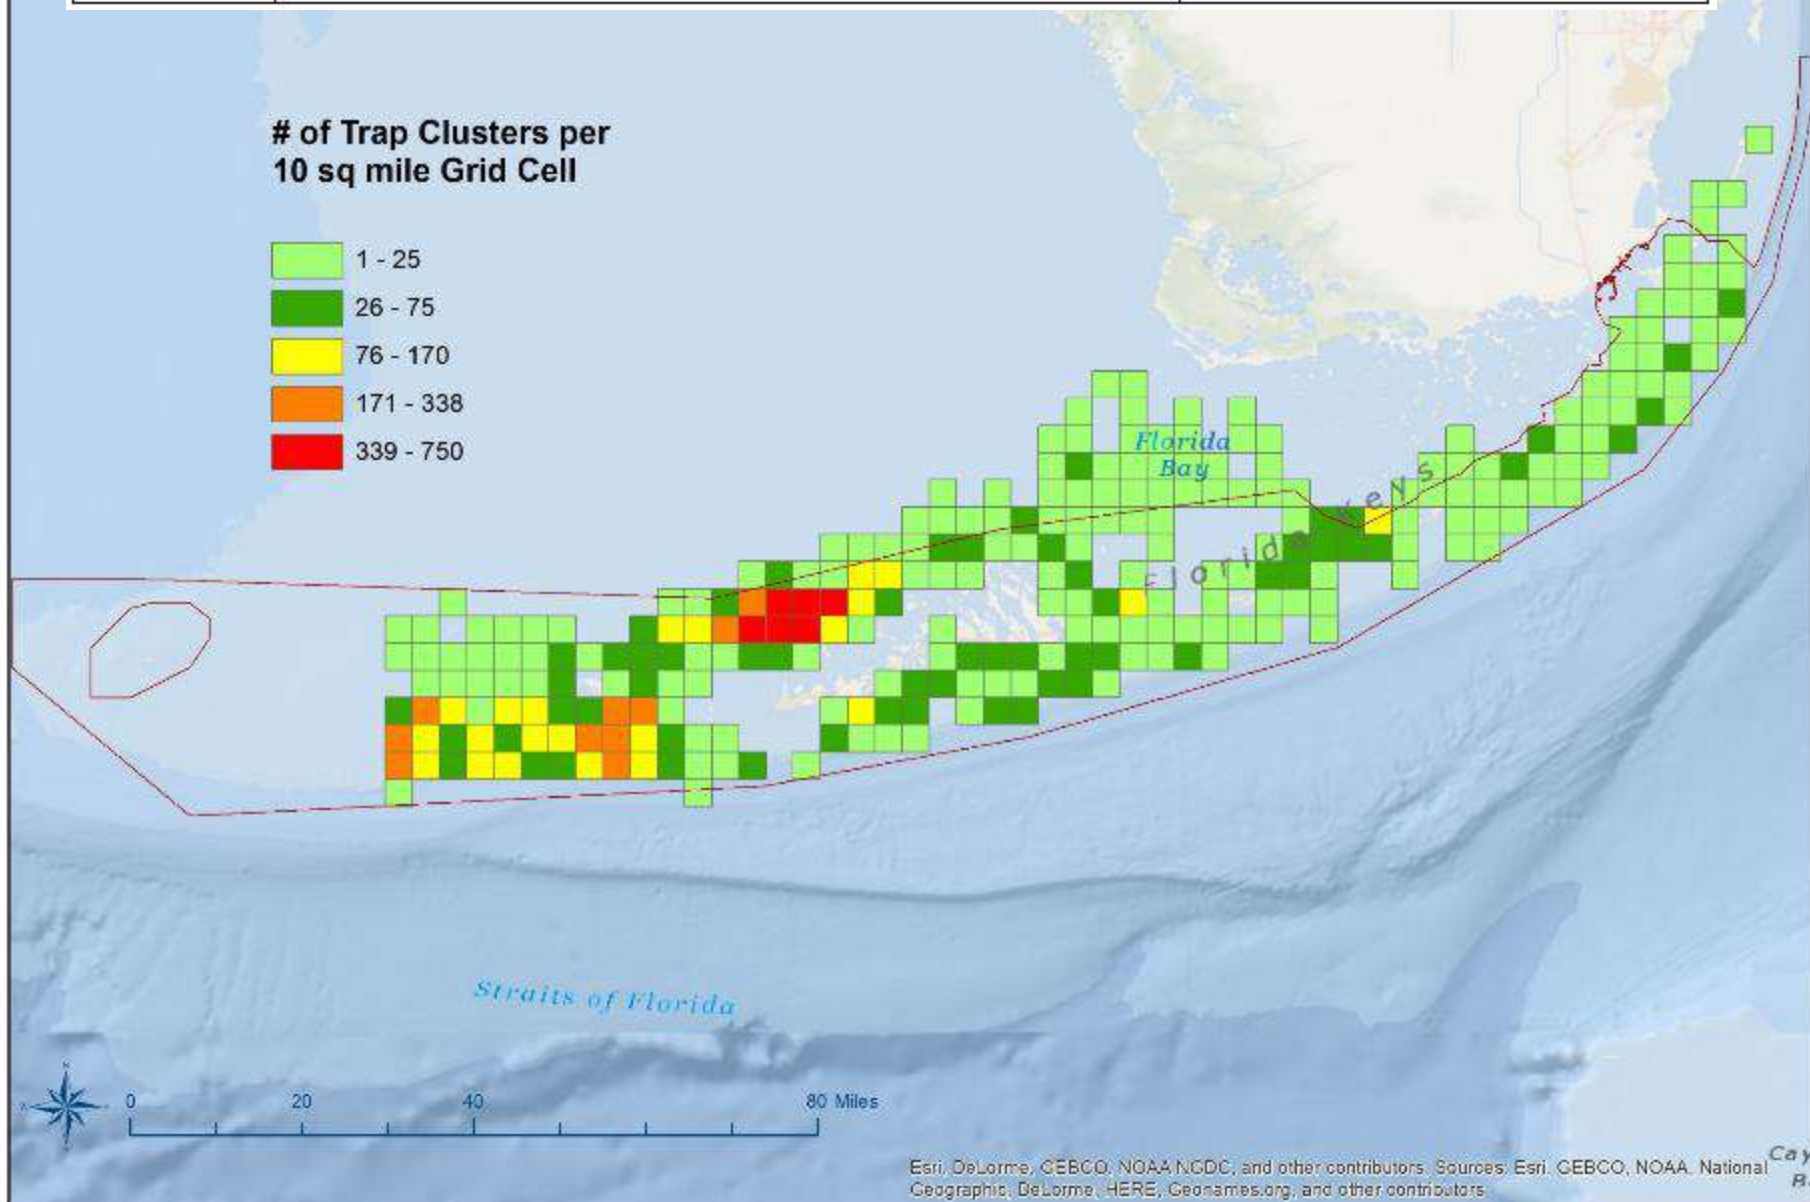 # of Trap Clusters per
10 sq mile Grid Cell
1 - 25
26 - 75
76 - 170
171 - 338
339 - 750
Florida
Bay
Florida Keys
Straits of Florida
N
0 20 40 80 Miles
Esri, DeLorme, GEBCO, NOAA NGDC, and other contributors. Sources: Esri, GEBCO, NOAA, National
Geographic, DeLorme, HERE, Geonames.org, and other contributors
Cay
B